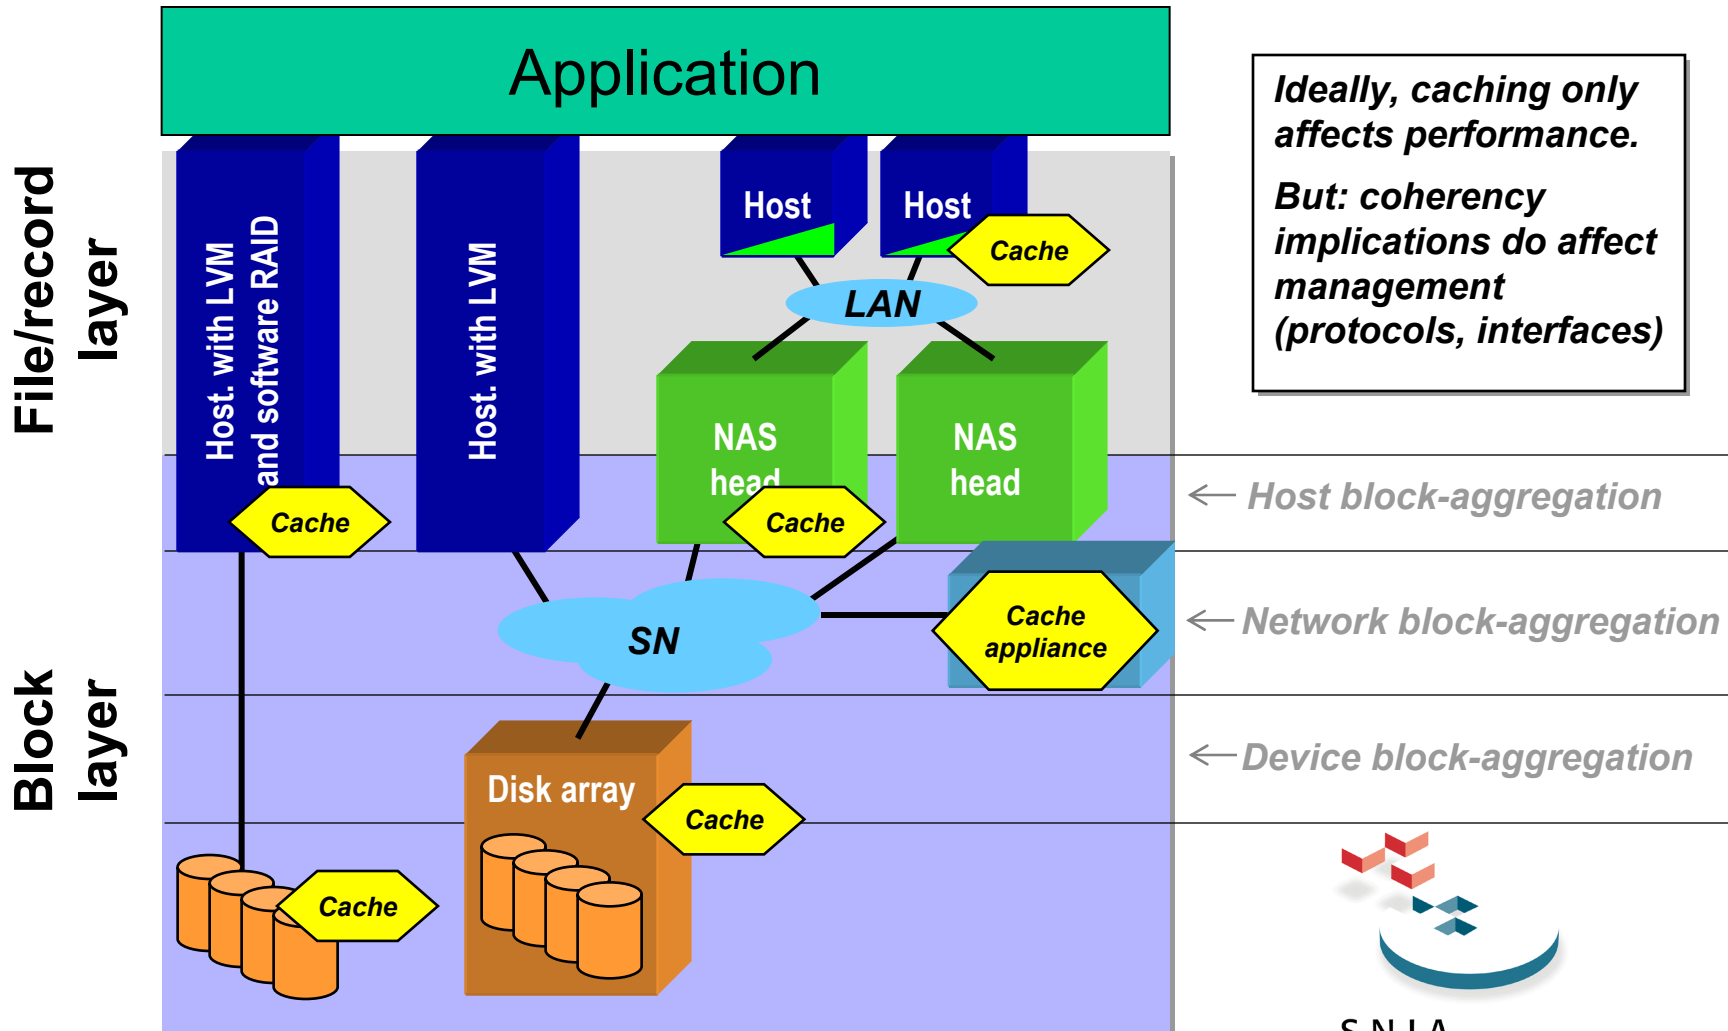 Application
Ideally, caching only
affects performance.
But: coherency
implications do affect
management
(protocols, interfaces)
File/record
layer
Host. with LVM
and software RAID
Host. with LVM
Host
Host
Cache
LAN
NAS
head
NAS
head
Cache
Cache
Host block-aggregation
SN
Cache
appliance
Network block-aggregation
Block
layer
Disk array
Cache
Device block-aggregation
Cache
SNIA